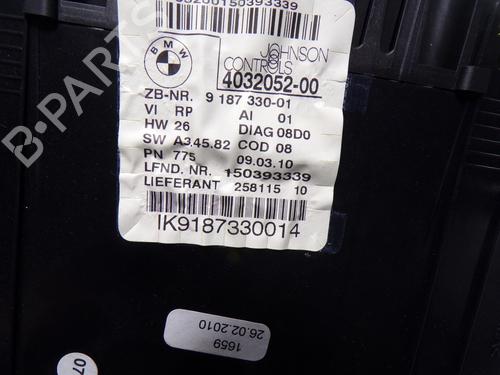 150393339
BMW
JOHNSON
CONTROLS
4032052-00
ZB-NR. 9 187 330-01
VI RP AI 01
HW 26 DIAG 08D0
SW A3,45.82 COD 08
PN 775 09.03.10
LFND. NR. 150393339
LIEFERANT 258115 10
IK9187330014
1659
26.02.2010
07
B-PARTS